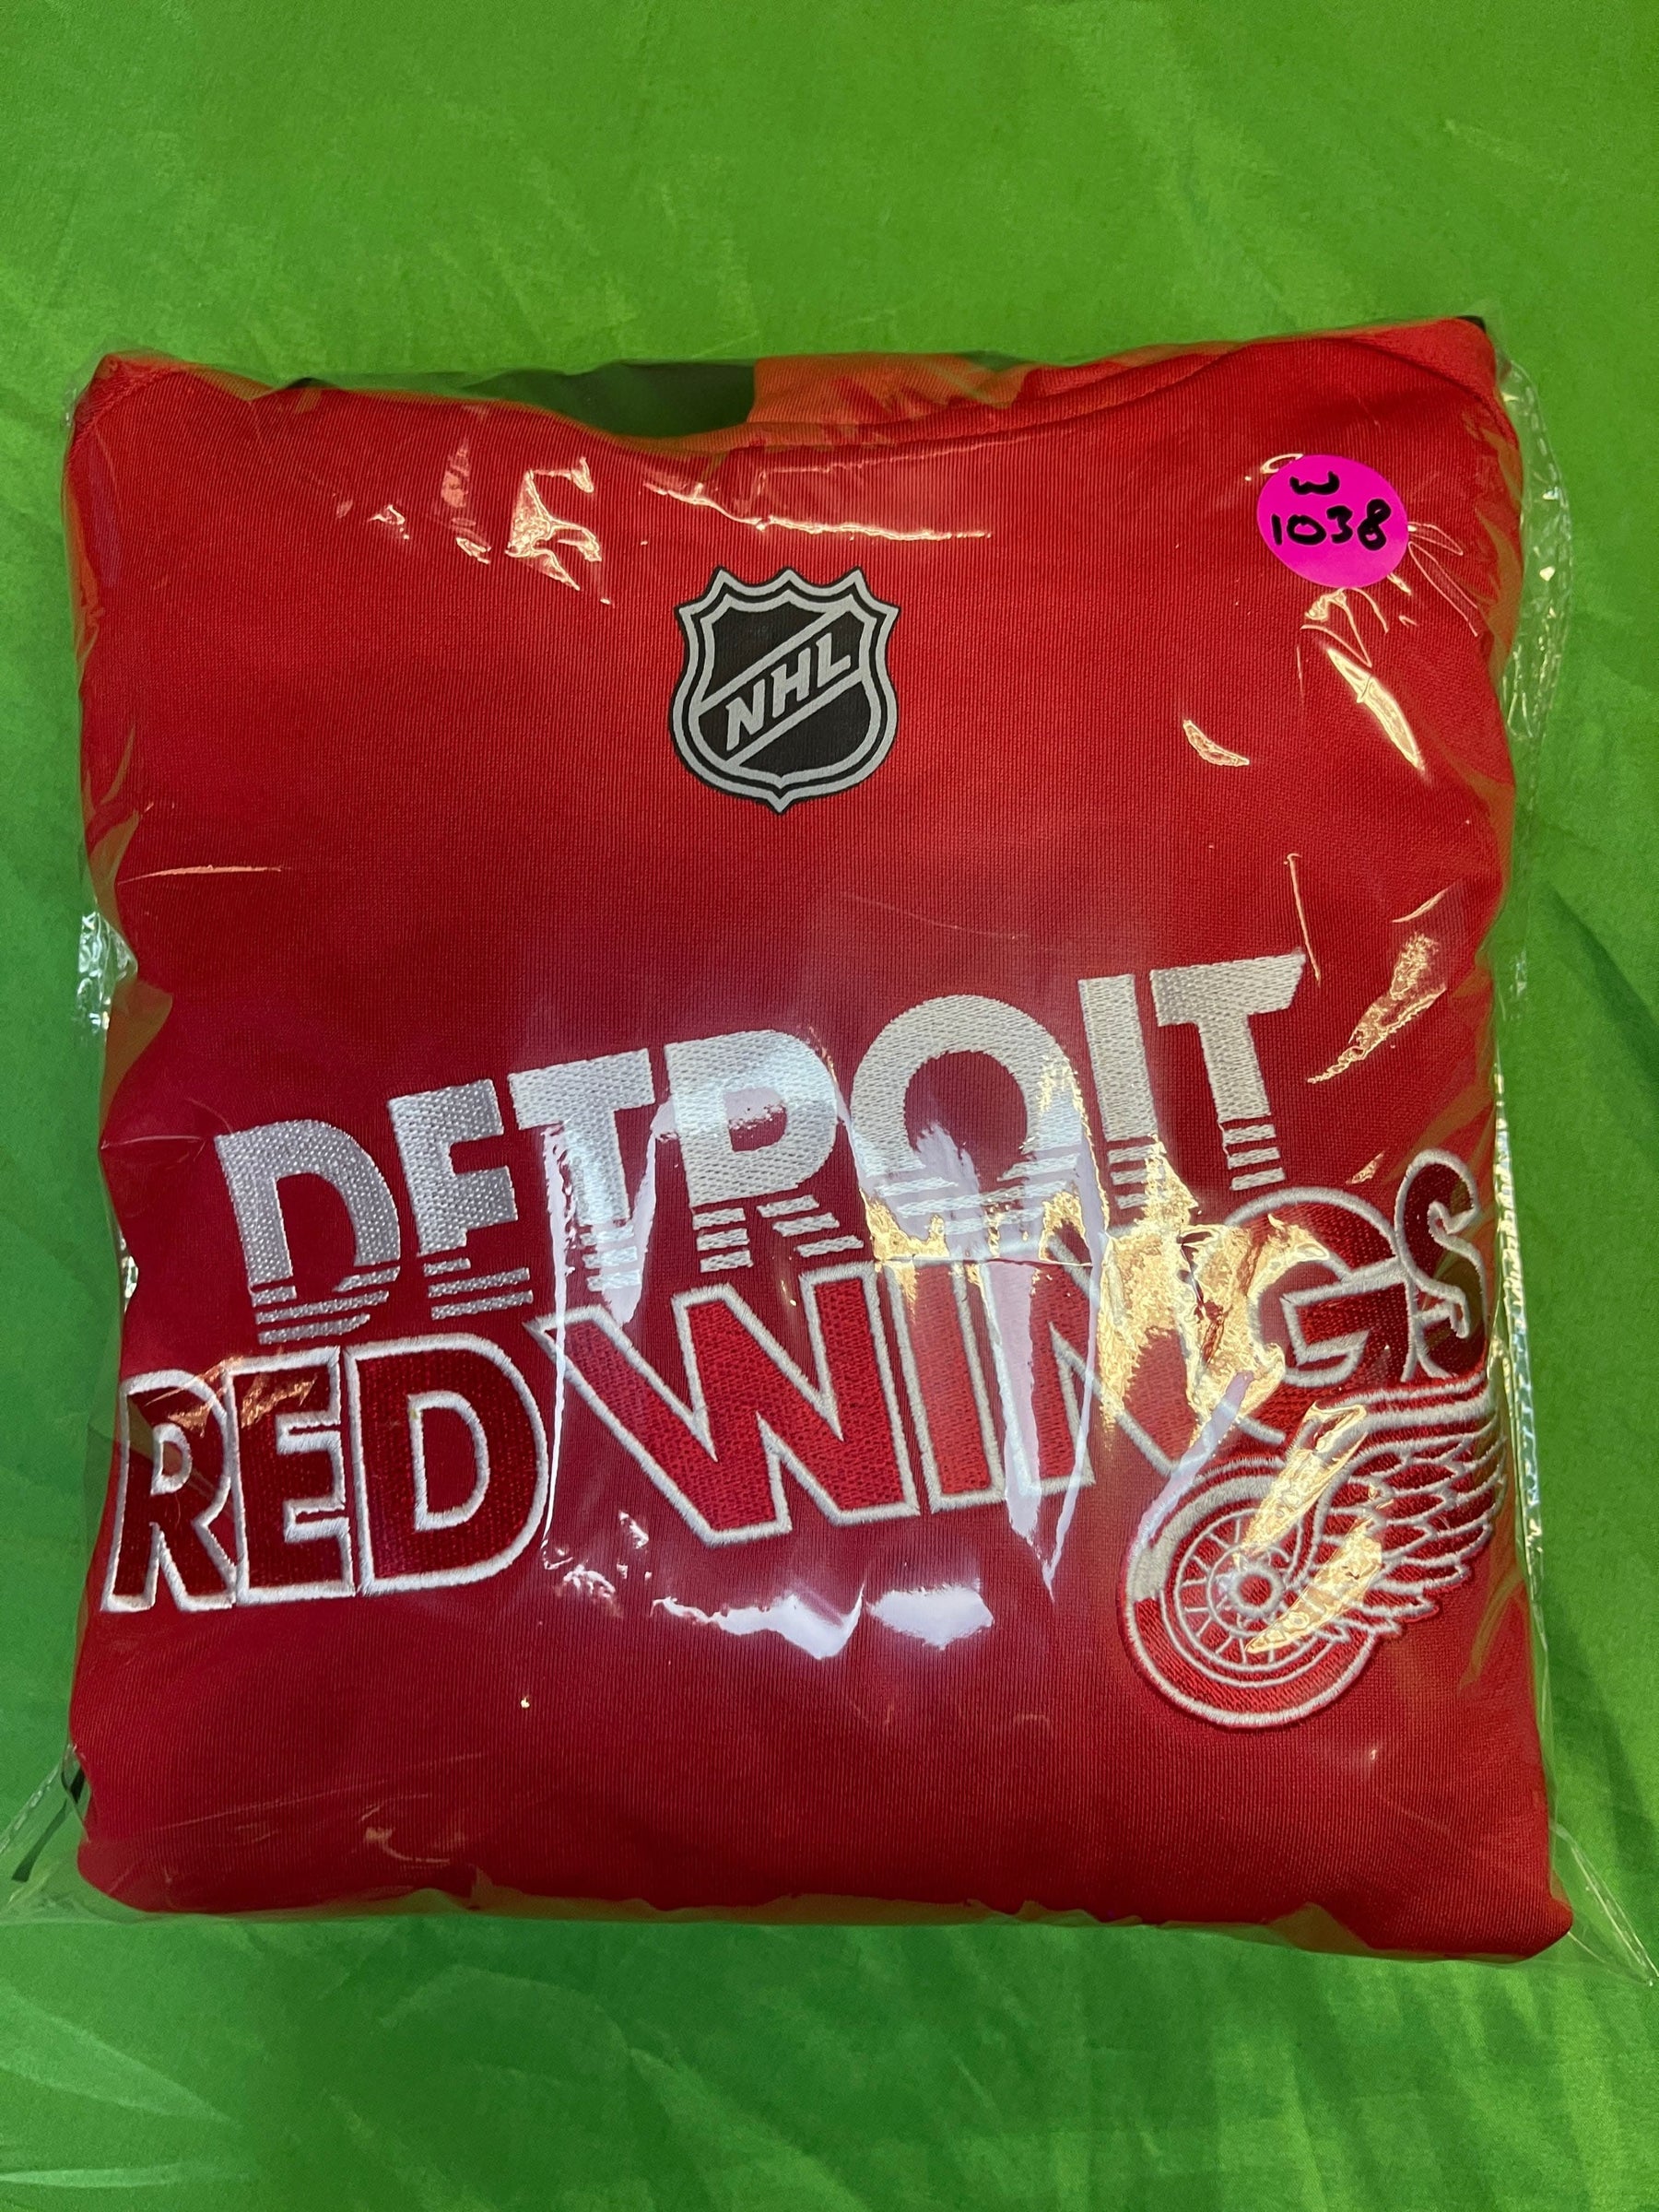 W
1038
NHL
DETROIT
RED WINGS